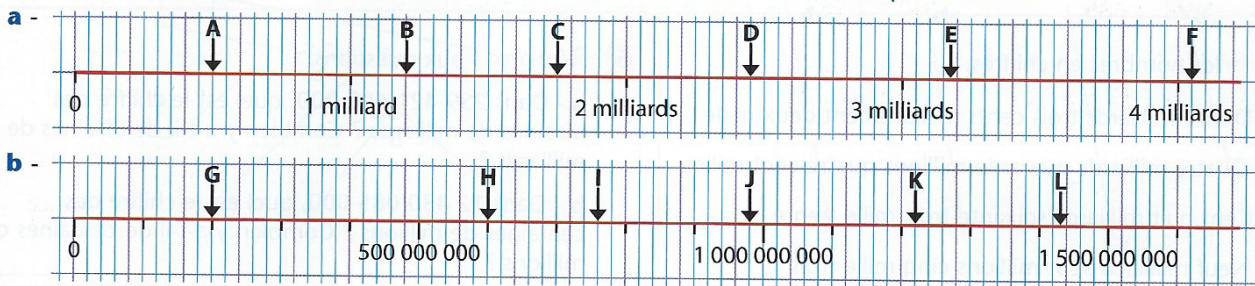 a -
A B C D E F
0 1 milliard 2 milliards 3 milliards 4 milliards
b -
G H I J K L
0 500 000 000 1 000 000 000 1 500 000 000